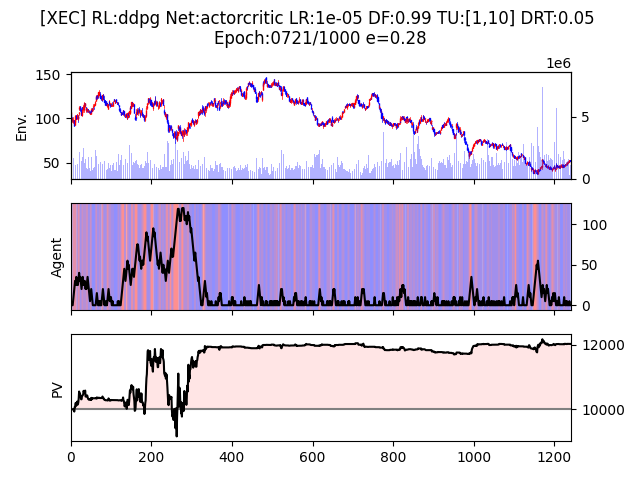 [XEC] RL:ddpg Net:actorcritic LR:1e-05 DF:0.99 TU:[1,10] DRT:0.05
Epoch:0721/1000 e=0.28
1e6
150
100
50
Env.
5
0
Agent
100
50
0
PV
12000
10000
0
200
400
600
800
1000
1200